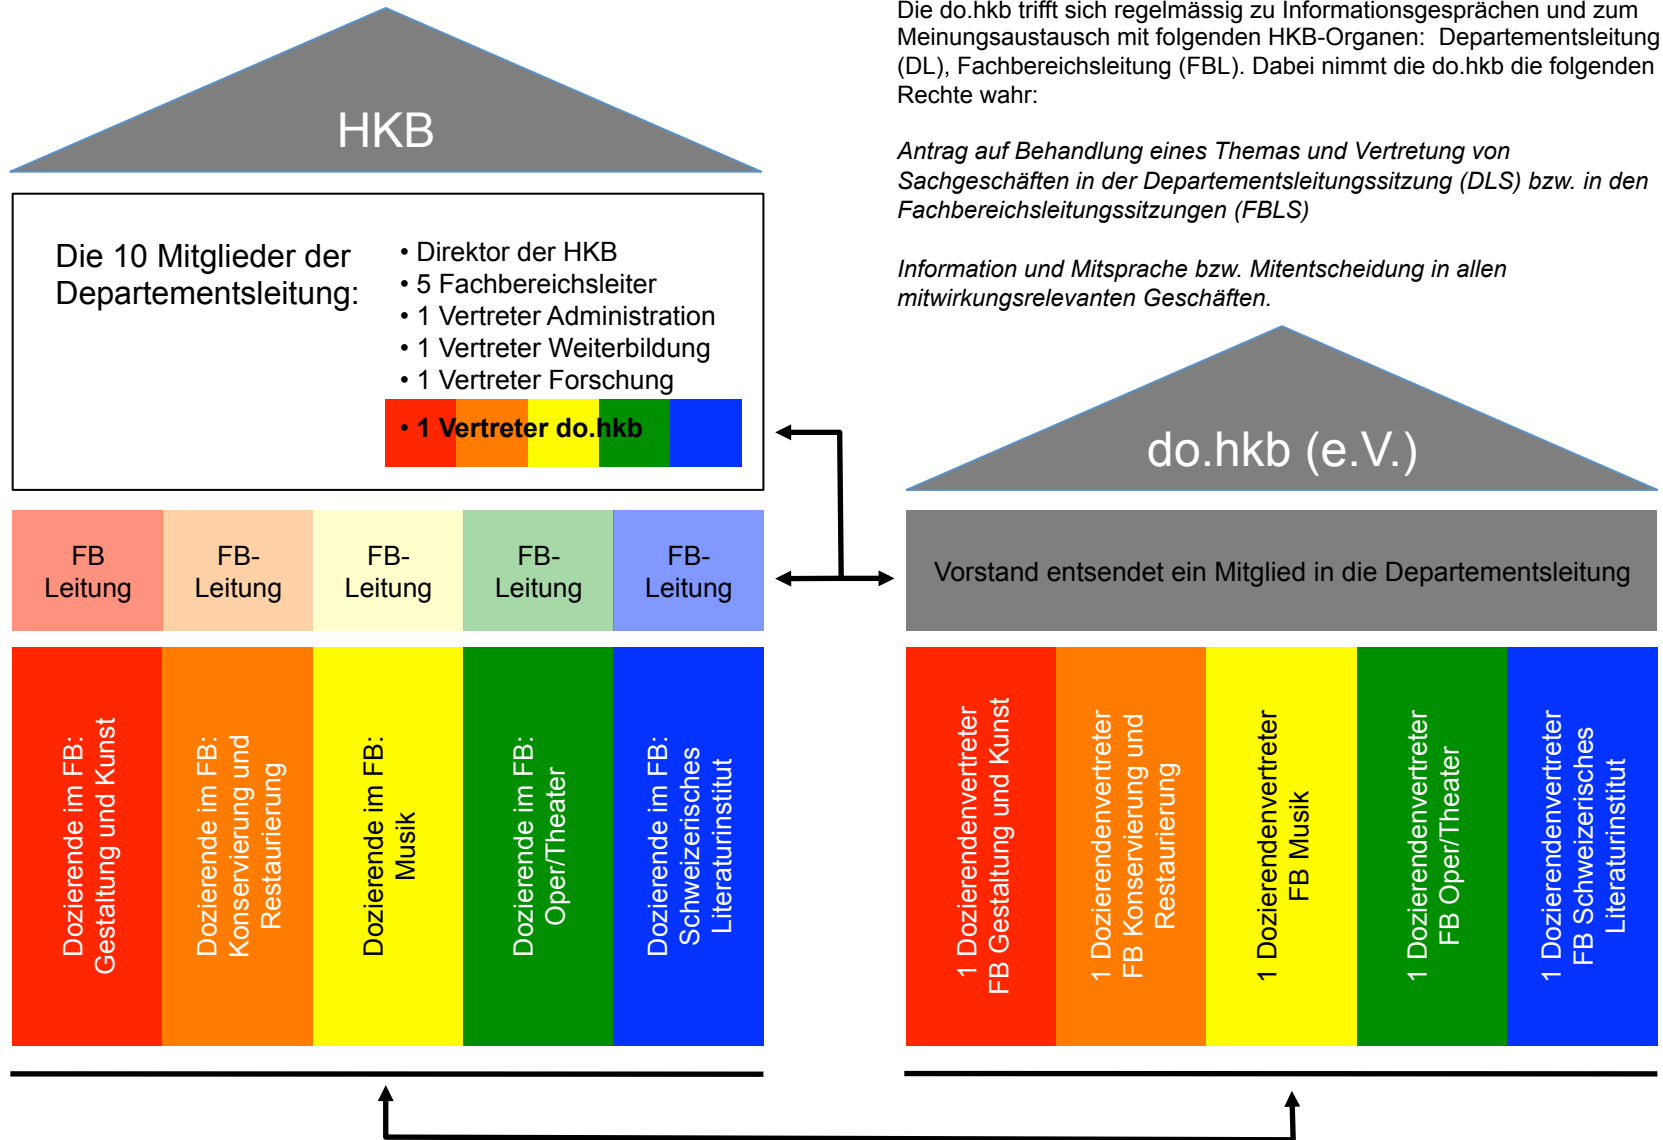 HKB
Die 10 Mitglieder der
Departementsleitung:
• Direktor der HKB
• 5 Fachbereichsleiter
• 1 Vertreter Administration
• 1 Vertreter Weiterbildung
• 1 Vertreter Forschung
• 1 Vertreter do.hkb
FB
Leitung
FB-
Leitung
FB-
Leitung
FB-
Leitung
FB-
Leitung
Dozierende im FB:
Gestaltung und Kunst
Dozierende im FB:
Konservierung und
Restaurierung
Dozierende im FB:
Musik
Dozierende im FB:
Oper/Theater
Dozierende im FB:
Schweizerisches
Literaturinstitut
Die do.hkb trifft sich regelmässig zu Informationsgesprächen und zum
Meinungsaustausch mit folgenden HKB-Organen: Departementsleitung
(DL), Fachbereichsleitung (FBL). Dabei nimmt die do.hkb die folgenden
Rechte wahr:
Antrag auf Behandlung eines Themas und Vertretung von
Sachgeschäften in der Departementsleitungssitzung (DLS) bzw. in den
Fachbereichsleitungssitzungen (FBLS)
Information und Mitsprache bzw. Mitentscheidung in allen
mitwirkungsrelevanten Geschäften.
do.hkb (e.V.)
Vorstand entsendet ein Mitglied in die Departementsleitung
1 Dozierendenvertreter
FB Gestaltung und Kunst
1 Dozierendenvertreter
FB Konservierung und
Restaurierung
1 Dozierendenvertreter
FB Musik
1 Dozierendenvertreter
FB Oper/Theater
1 Dozierendenvertreter
FB Schweizerisches
Literaturinstitut